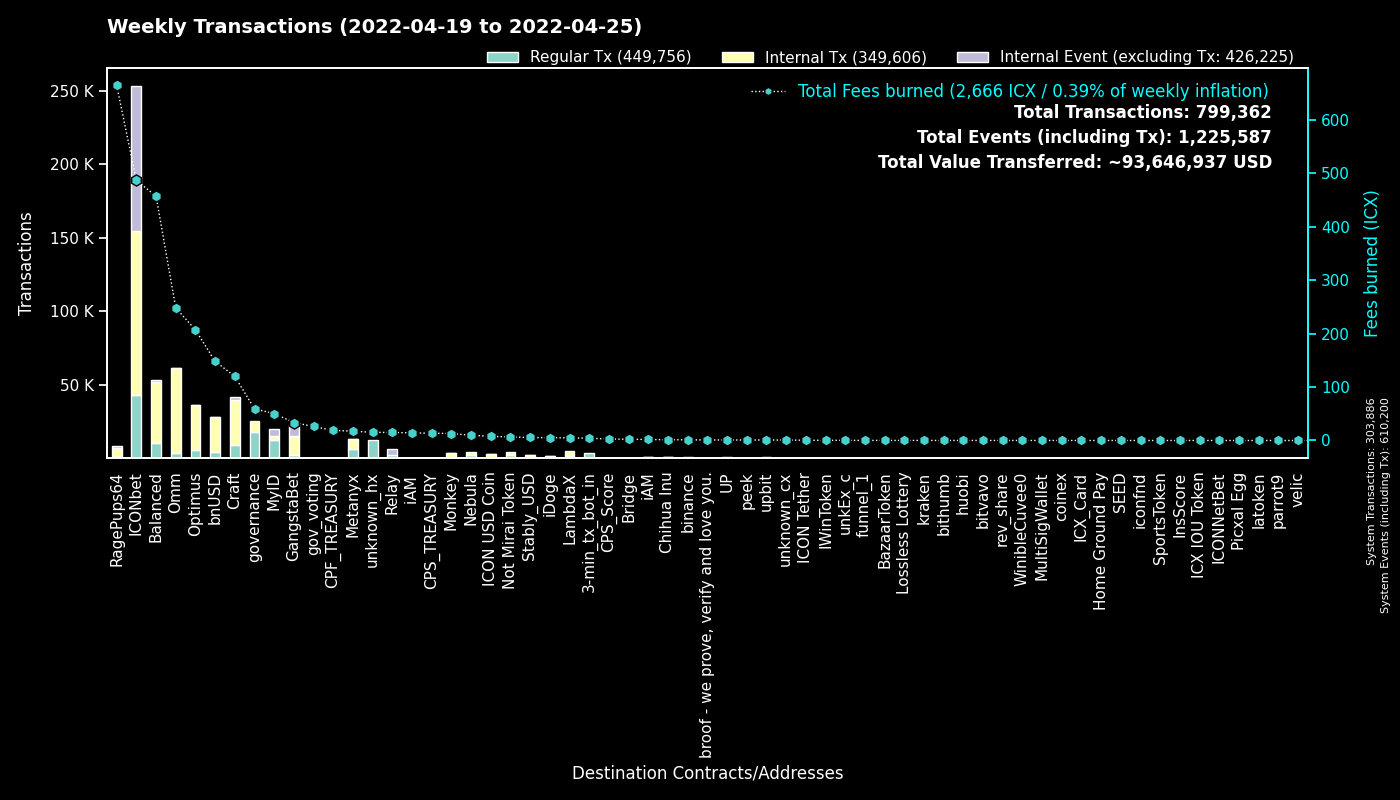 Weekly Transactions (2022-04-19 to 2022-04-25)
Regular Tx (449,756)
Internal Tx (349,606)
Internal Event (excluding Tx: 426,225)
Total Fees burned (2,666 ICX / 0.39% of weekly inflation)
Total Transactions: 799,362
Total Events (including Tx): 1,225,587
Total Value Transferred: ~93,646,937 USD
Transactions
250 K
200 K
150 K
100 K
50 K
600
500
400
300
200
100
0
Fees burned (ICX)
System Transactions: 303,886
System Events (including Tx): 610,200
RagePups64
ICONbet
Balanced
Omm
Optimus
bnUSD
Craft
governance
MyID
GangstaBet
gov_voting
CPF_TREASURY
Metanyx
unknown_hx
Relay
iAM
CPS_TREASURY
Monkey
Nebula
ICON USD Coin
Not Mirai Token
Stably_USD
iDoge
LambdaX
3-min_tx_bot_in
CPS_Score
Bridge
iAM
Chihua Inu
binance
broof - we prove, verify and love you.
UP
peek
upbit
unknown_cx
ICON Tether
IWinToken
unkEx_c
funnel_1
BazaarToken
Lossless Lottery
kraken
bithumb
huobi
bitvavo
rev_share
WinibleCuvee0
MultiSigWallet
coinex
ICX_Card
Home Ground Pay
SEED
iconfnd
SportsToken
InsScore
ICX IOU Token
ICONNetBet
Picxal Egg
latoken
parrot9
velic
Destination Contracts/Addresses